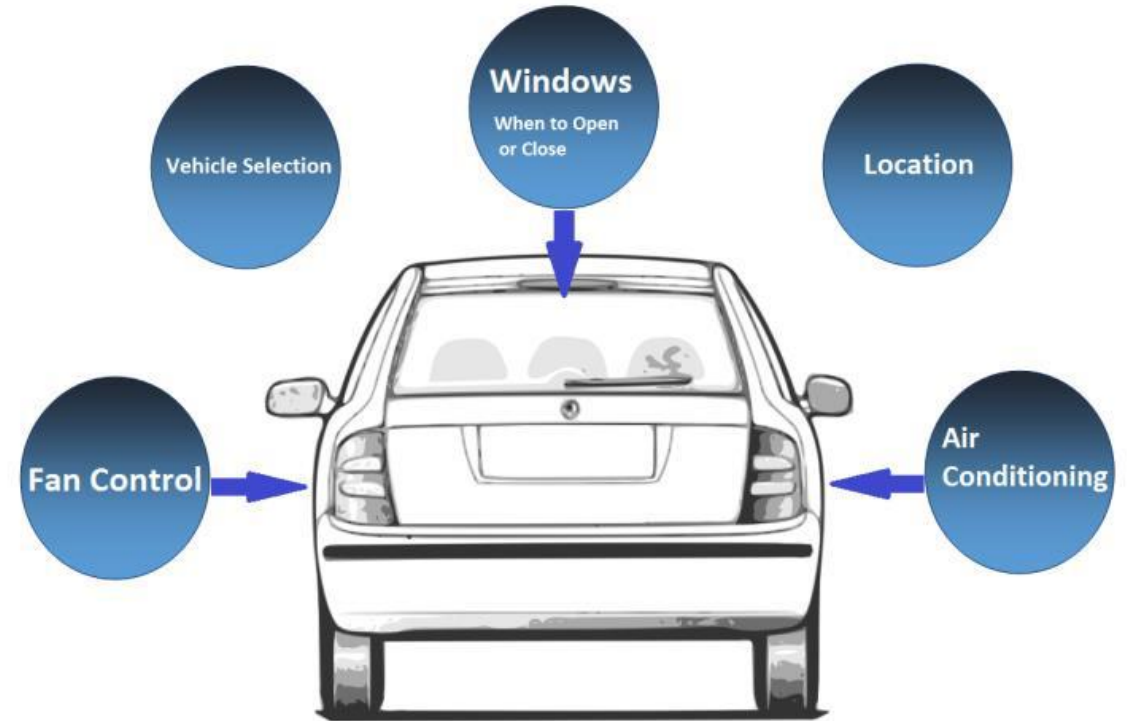 Windows
When to Open
or Close
Vehicle Selection
Location
Fan Control
Air
Conditioning